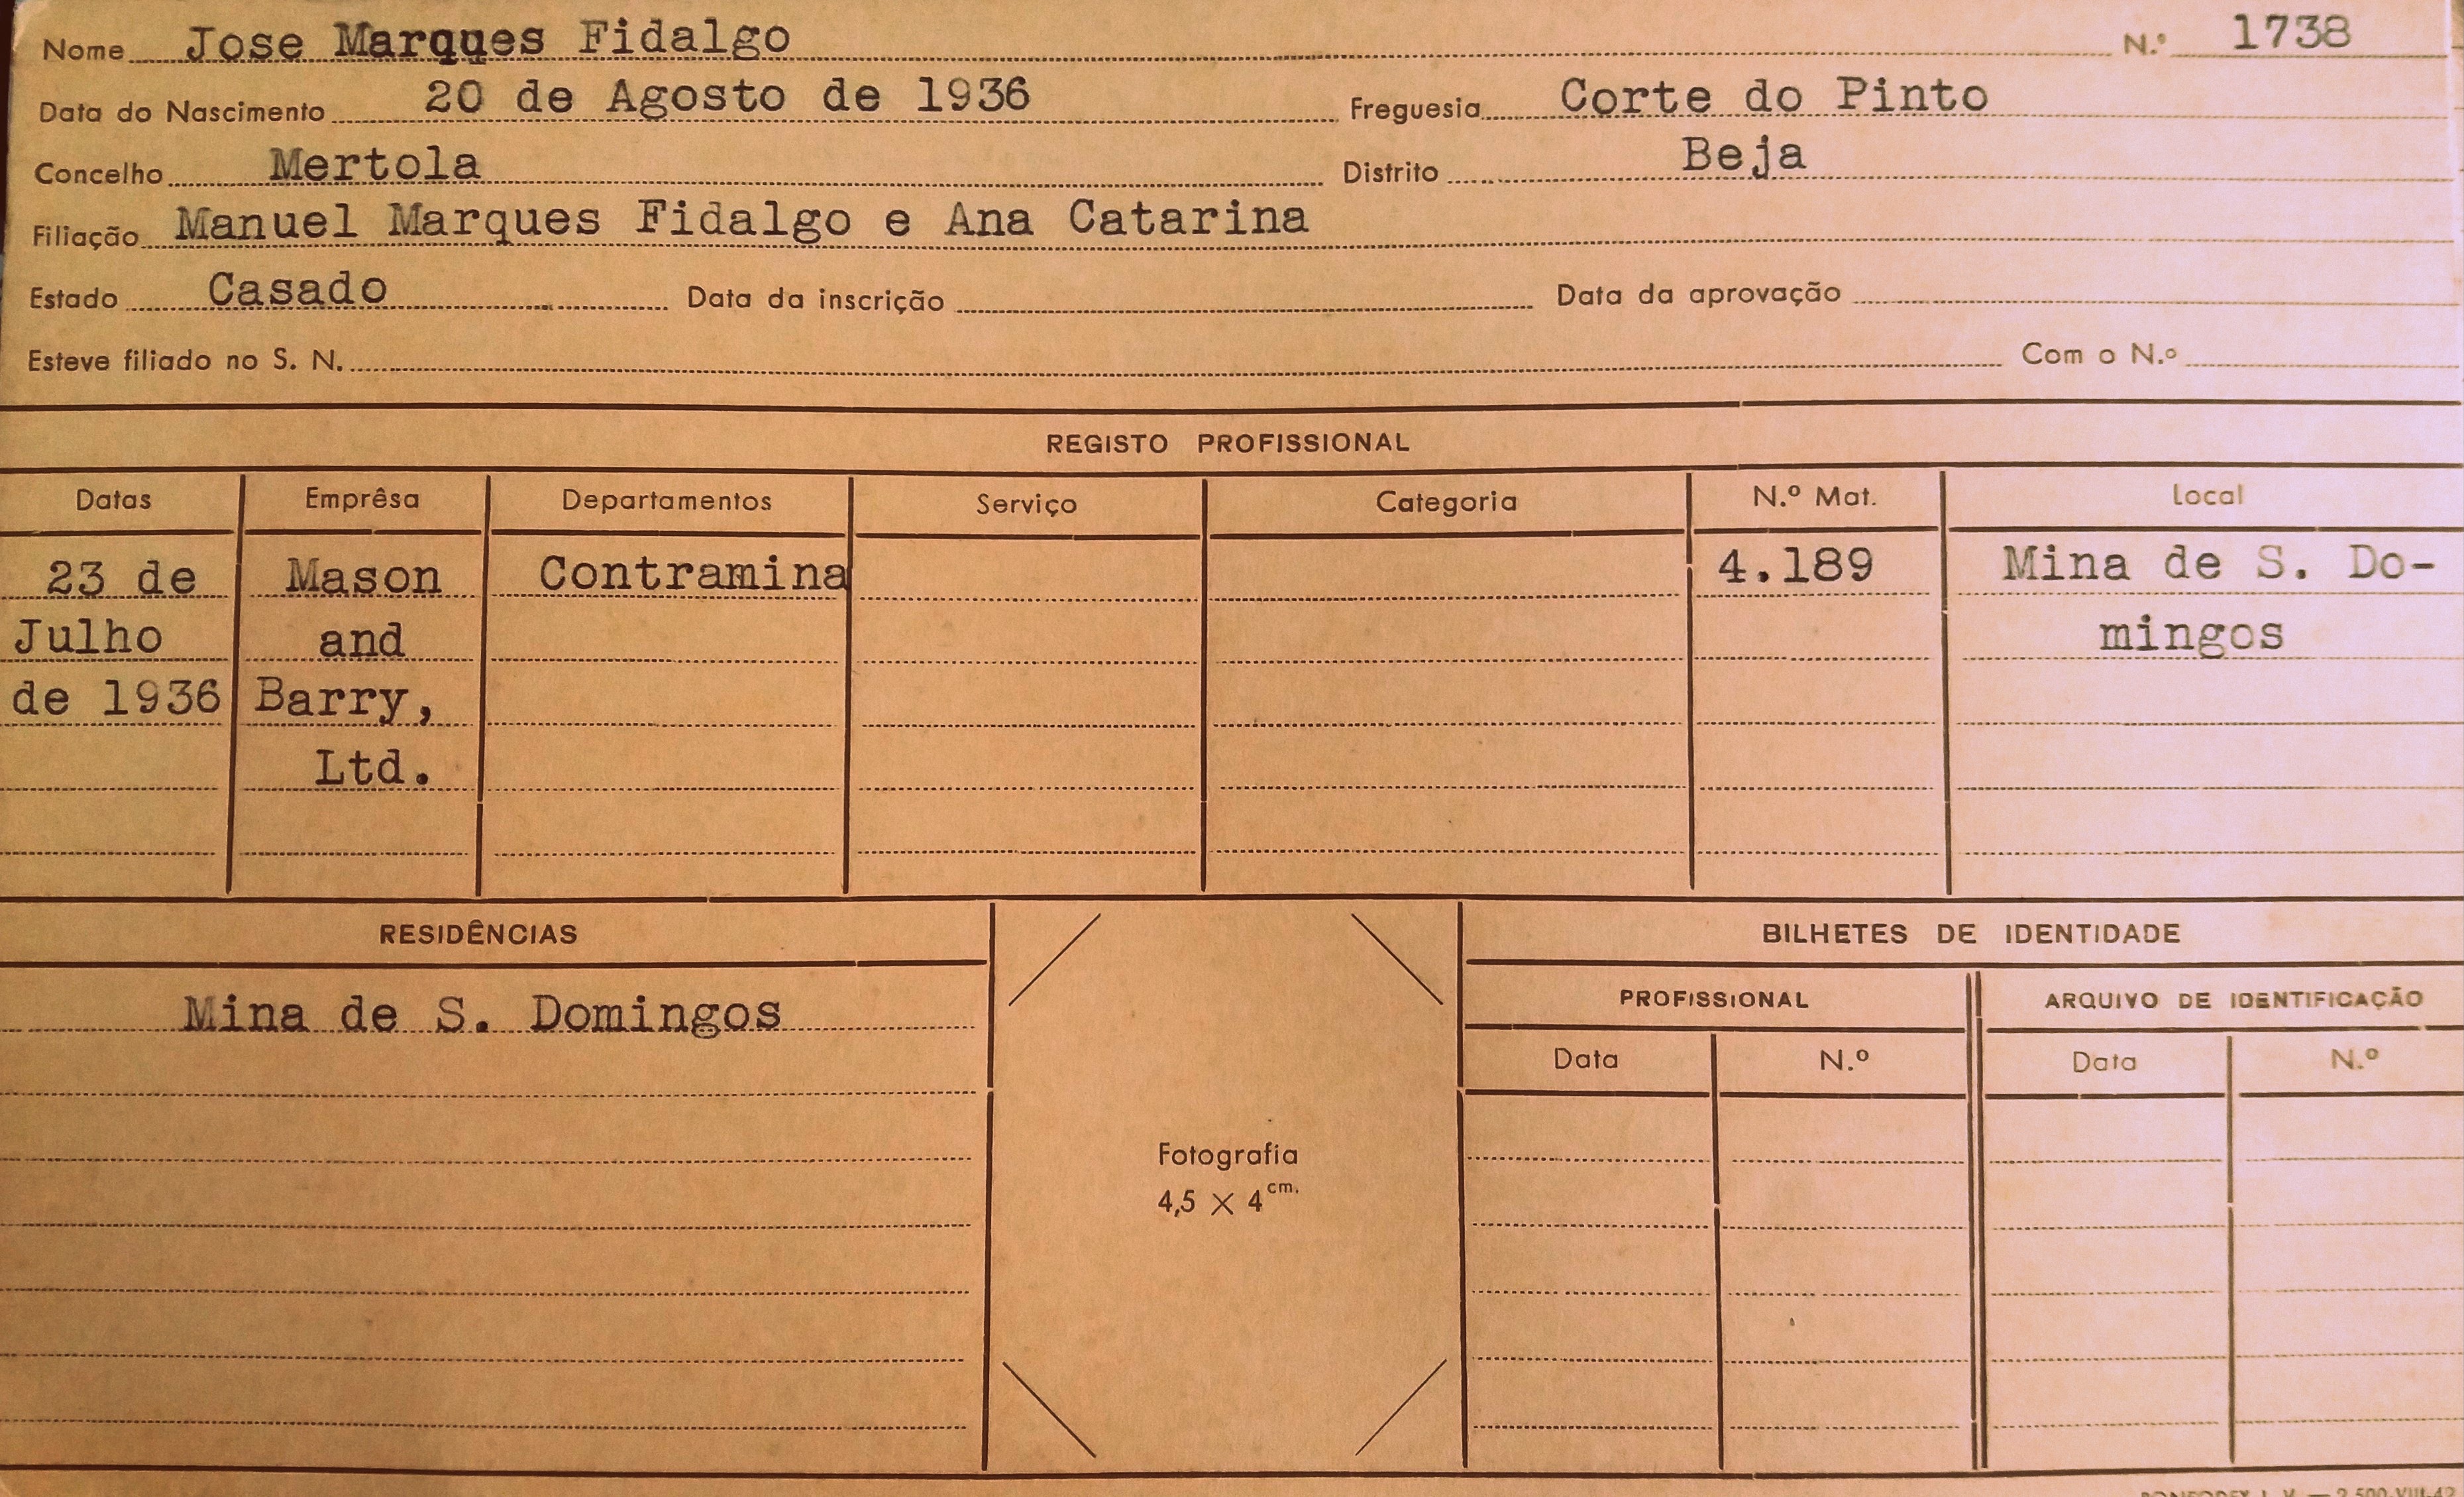 Nome Jose Marques Fidalgo N.º 1738
Data do Nascimento 20 de Agosto de 1936 Freguesia Corte do Pinto
Concelho Mertola Distrito Beja
Filiação Manuel Marques Fidalgo e Ana Catarina
Estado Casado Data da inscrição Data da aprovação
Esteve filiado no S. N. Com o N.º
REGISTO PROFISSIONAL
Datas Emprêsa Departamentos Serviço Categoria N.º Mat. Local
23 de Mason Contramina 4.189 Mina de S. Do-
Julho and mingos
de 1936 Barry,
Ltd.
RESIDÊNCIAS BILHETES DE IDENTIDADE
Mina de S. Domingos PROFISSIONAL ARQUIVO DE IDENTIFICAÇÃO
Data N.º Data N.º
Fotografia
4,5 × 4 cm.
2.500-VIII-42